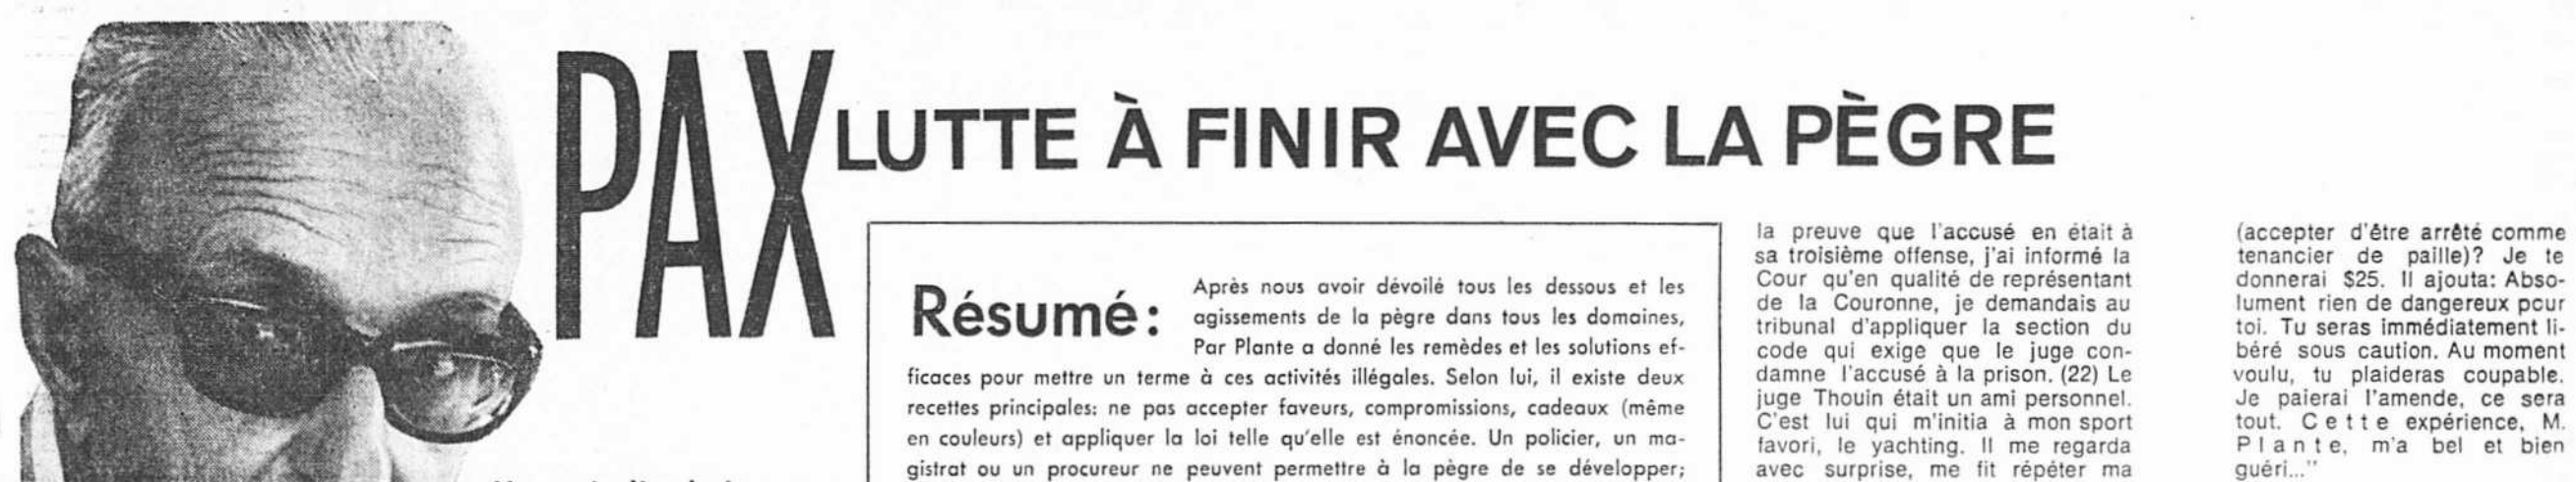 PAX
LUTTE À FINIR AVEC LA PÈGRE
Résumé:
Après nous avoir dévoilé tous les dessous et les
agissements de la pègre dans tous les domaines,
Par Plante a donné les remèdes et les solutions ef-
ficaces pour mettre un terme à ces activités illégales. Selon lui, il existe deux
recettes principales: ne pas accepter faveurs, compromissions, cadeaux (même
en couleurs) et appliquer la loi telle qu'elle est énoncée. Un policier, un ma-
gistrat ou un procureur ne peuvent permettre à la pègre de se développer;
la preuve que l'accusé en était à
sa troisième offense, j'ai informé la
Cour qu'en qualité de représentant
de la Couronne, je demandais au
tribunal d'appliquer la section du
code qui exige que le juge con-
damne l'accusé à la prison. (22) Le
juge Thouin était un ami personnel.
C'est lui qui m'initia à mon sport
favori, le yachting. Il me regarda
avec surprise, me fit répéter ma
(accepter d'être arrêté comme
tenancier de paille)? Je te
donnerai $25. Il ajouta: Abso-
lument rien de dangereux pour
toi. Tu seras immédiatement li-
béré sous caution. Au moment
voulu, tu plaideras coupable.
Je paierai l'amende, ce sera
tout. Cette expérience, M.
Plante, m'a bel et bien
guéri..."